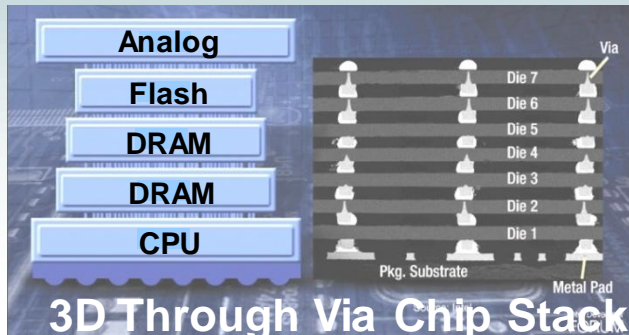 Analog
Flash
DRAM
DRAM
CPU
Via
Die 7
Die 6
Die 5
Die 4
Die 3
Die 2
Die 1
Pkg. Substrate
Metal Pad
3D Through Via Chip Stack